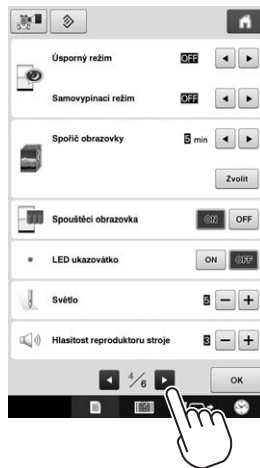 Úsporný režim OFF
Samovypínací režim OFF
Spořič obrazovky 5 min
Zvolit
Spouštěcí obrazovka ON OFF
LED ukazovátko ON OFF
Světlo 5 − +
Hlasitost reproduktoru stroje 3 − +
4/6 OK